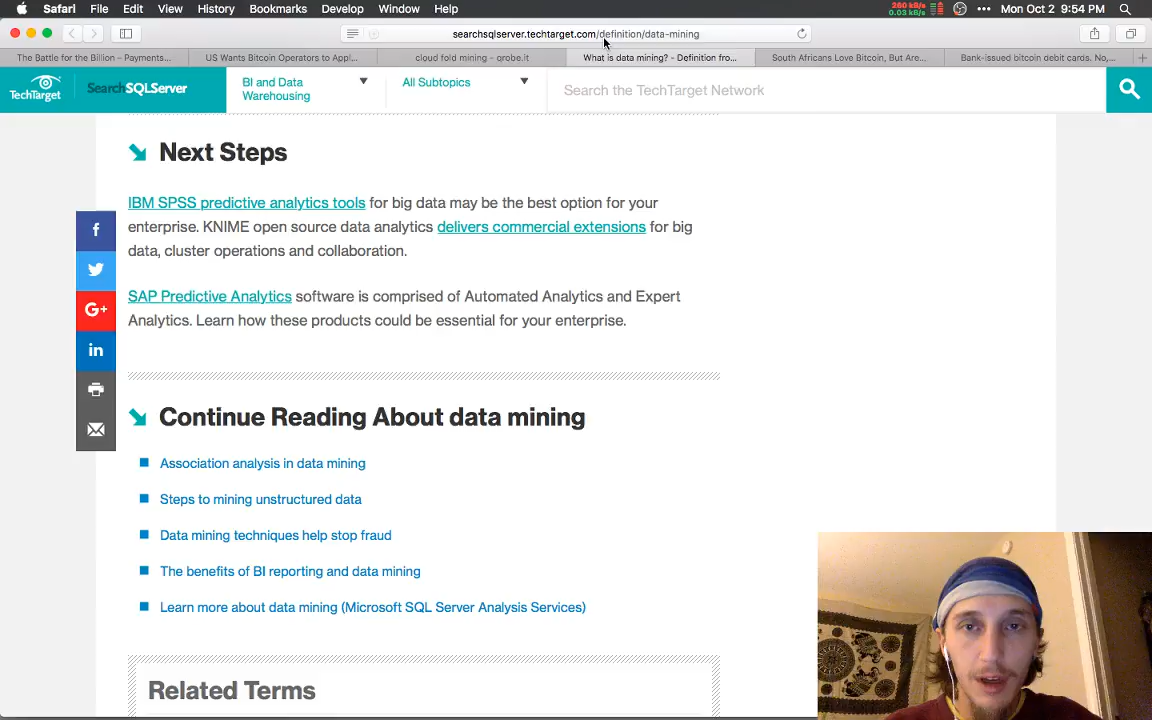 Safari File Edit View History Bookmarks Develop Window Help 260 kB/s 0.03 kB/s Mon Oct 2 9:54 PM
searchsqlserver.techtarget.com/definition/data-mining
The Battle for the Billion – Payments... US Wants Bitcoin Operators to Appl... cloud fold mining - qrobe.it What is data mining? - Definition fro... South Africans Love Bitcoin, But Are... Bank-issued bitcoin debit cards. No,...
TechTarget SearchSQLServer BI and Data Warehousing All Subtopics Search the TechTarget Network
Next Steps
IBM SPSS predictive analytics tools for big data may be the best option for your
enterprise. KNIME open source data analytics delivers commercial extensions for big
data, cluster operations and collaboration.
SAP Predictive Analytics software is comprised of Automated Analytics and Expert
Analytics. Learn how these products could be essential for your enterprise.
f
G+
in
Continue Reading About data mining
Association analysis in data mining
Steps to mining unstructured data
Data mining techniques help stop fraud
The benefits of BI reporting and data mining
Learn more about data mining (Microsoft SQL Server Analysis Services)
Related Terms